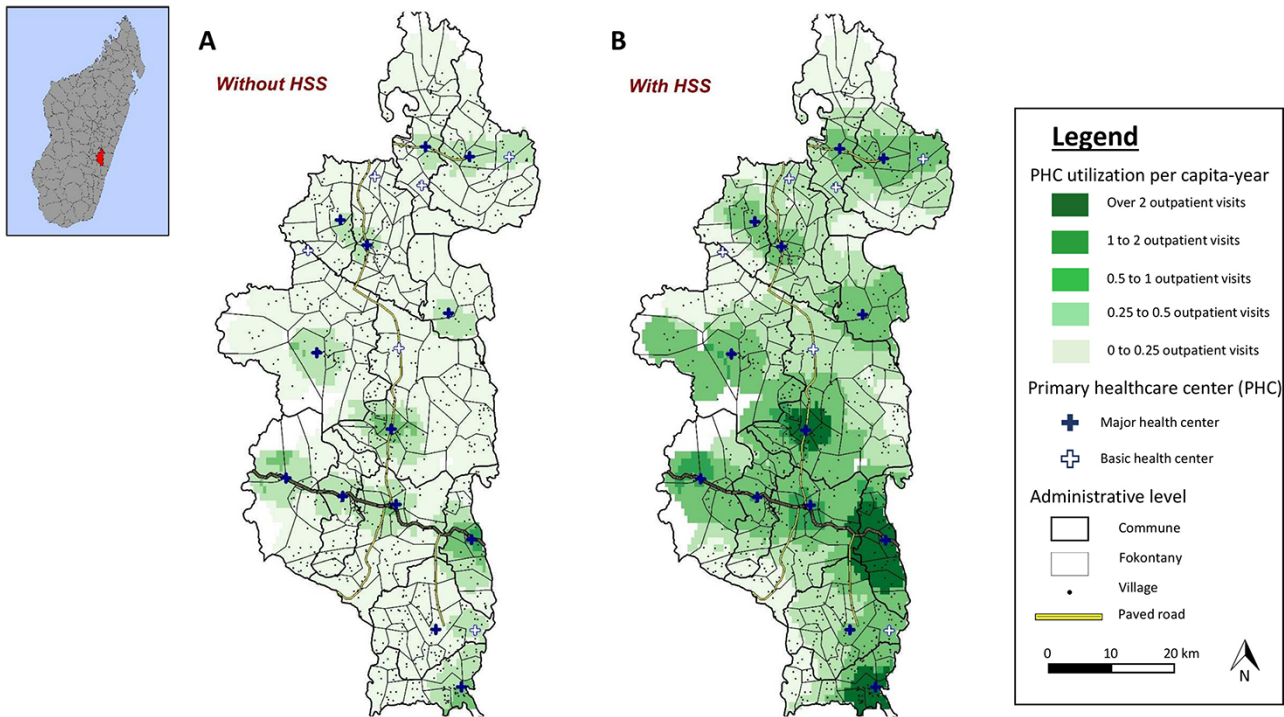 A
Without HSS
B
With HSS
Legend
PHC utilization per capita-year
Over 2 outpatient visits
1 to 2 outpatient visits
0.5 to 1 outpatient visits
0.25 to 0.5 outpatient visits
0 to 0.25 outpatient visits
Primary healthcare center (PHC)
Major health center
Basic health center
Administrative level
Commune
Fokontany
Village
Paved road
0 10 20 km
N